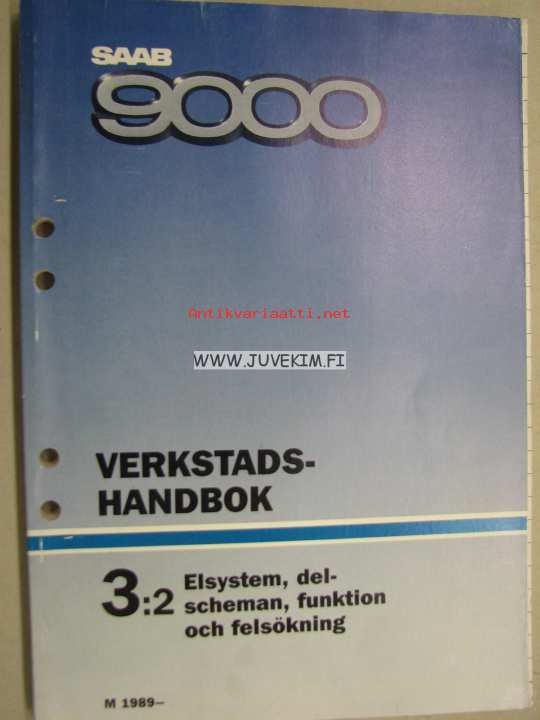 SAAB
9000
Antikvariaatti.net
WWW.JUVEKIM.FI
VERKSTADS-
HANDBOK
3:2 Elsystem, del-
scheman, funktion
och felsökning
M 1989–